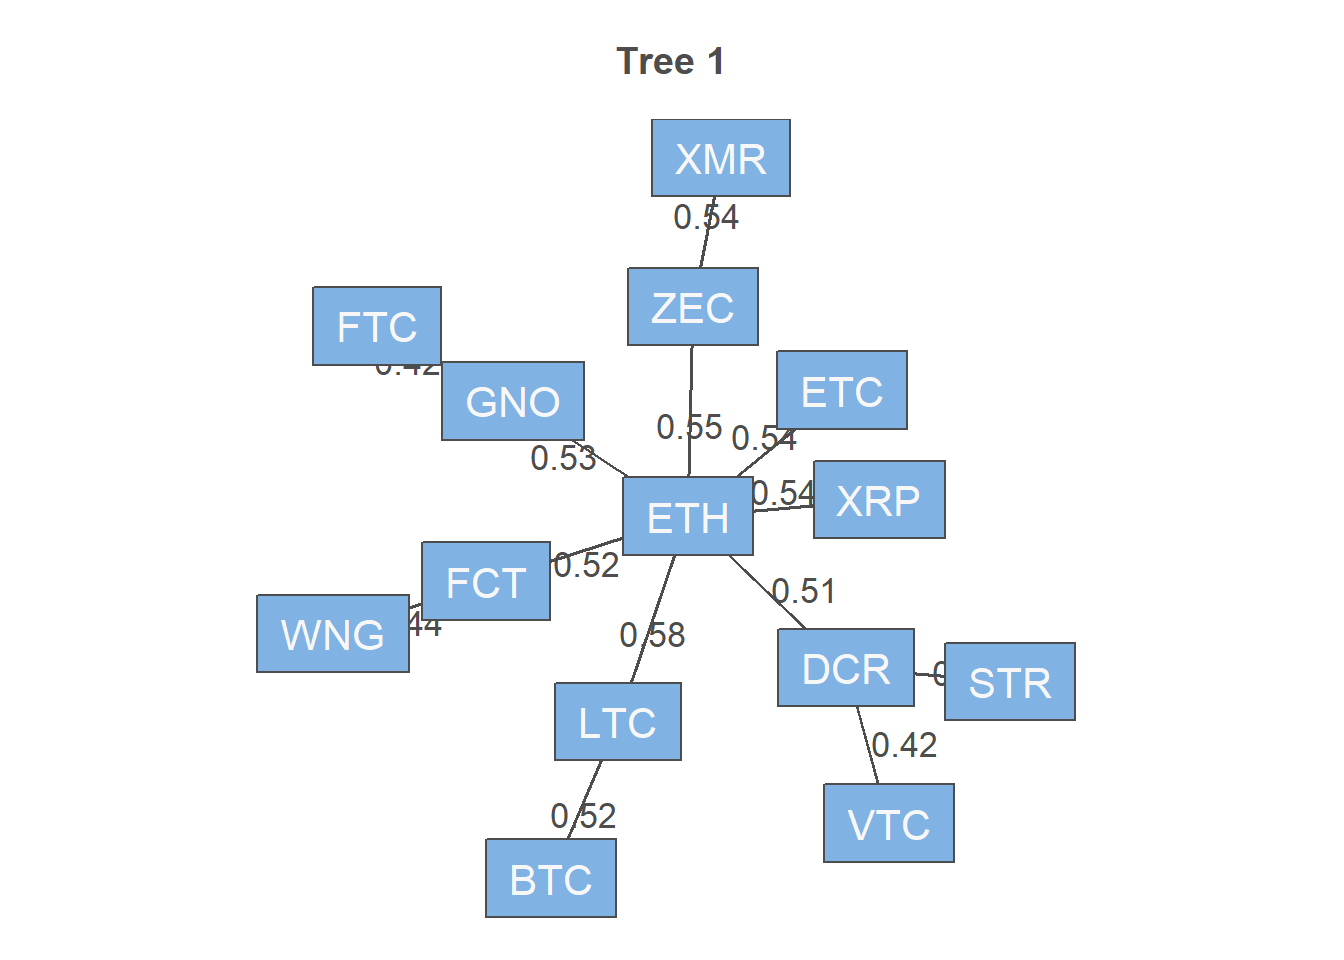 Tree 1
XMR
0.54
ZEC
FTC
0.42
GNO
ETC
0.55
0.54
0.53
0.54
XRP
ETH
FCT
0.52
0.51
WNG
44
0.58
DCR
STR
LTC
0.42
0.52
VTC
BTC